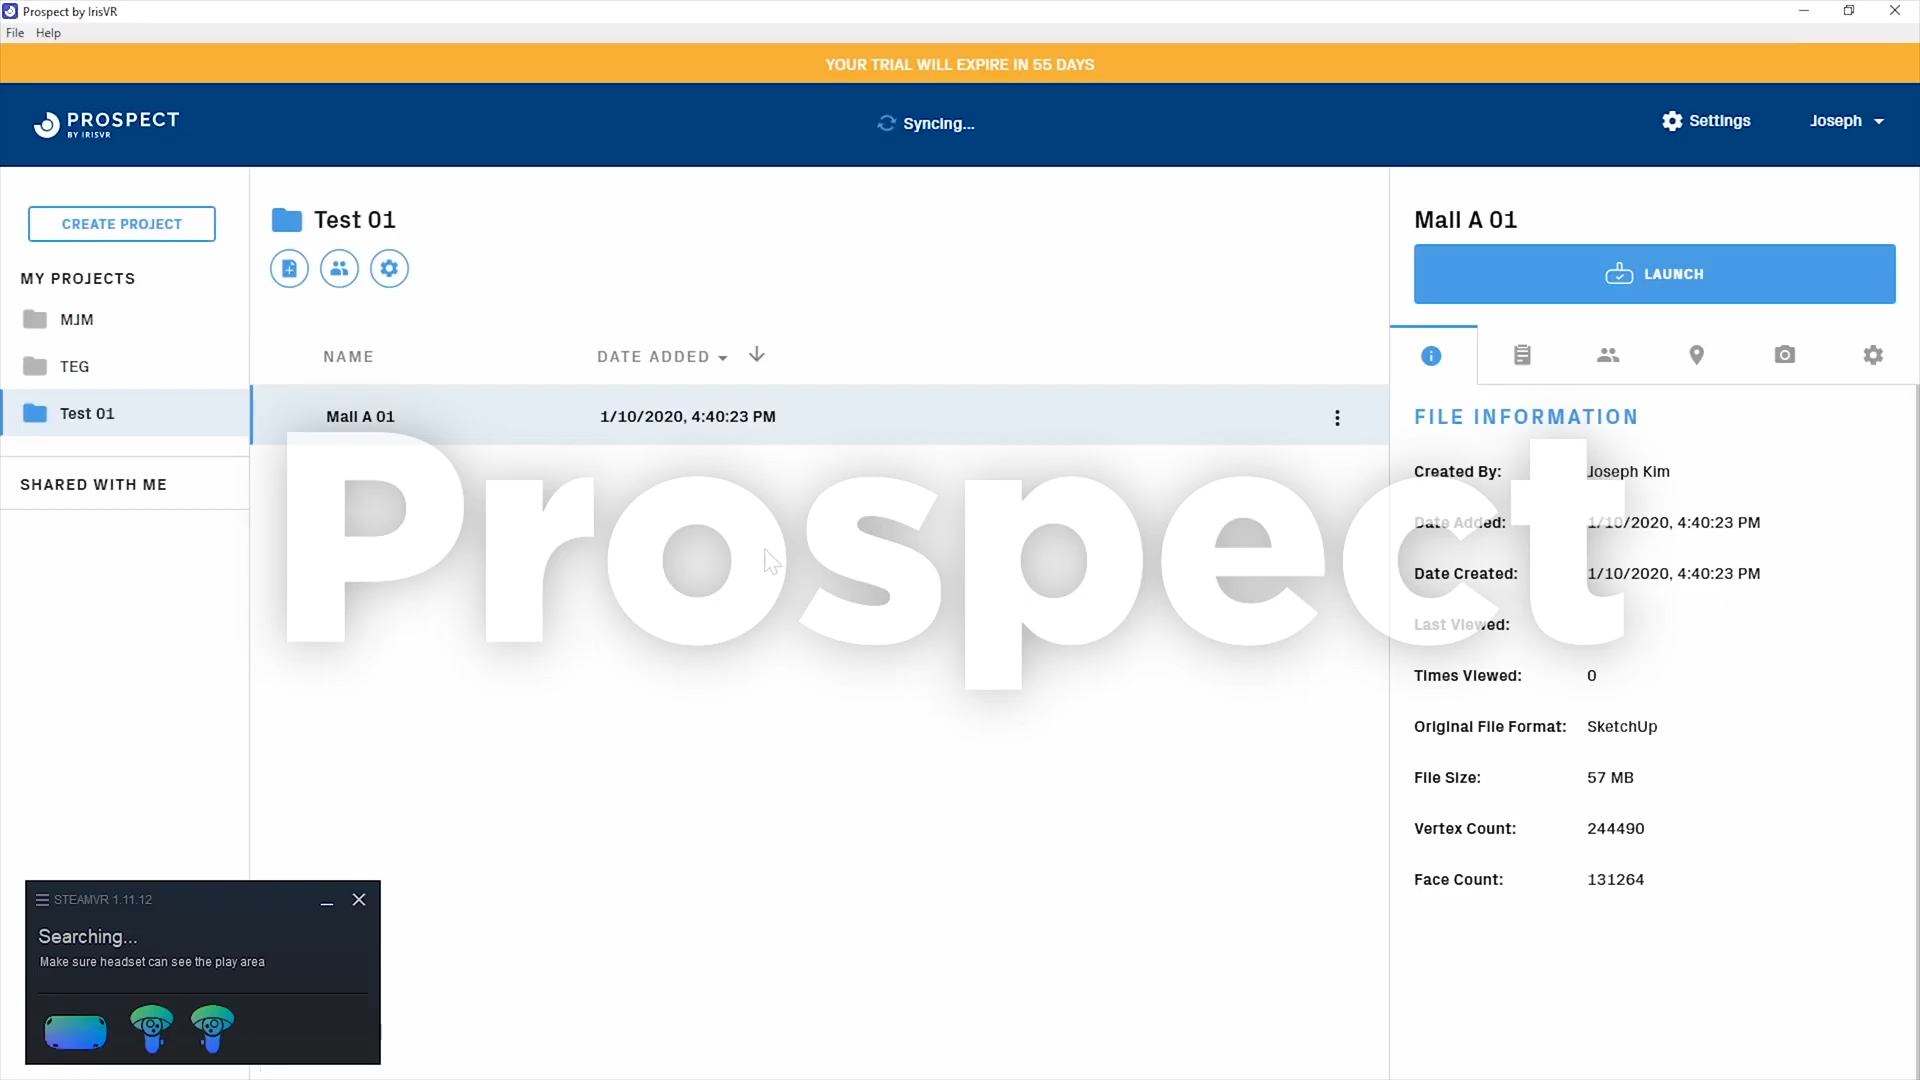 Prospect by IrisVR
File Help
YOUR TRIAL WILL EXPIRE IN 55 DAYS
PROSPECT
BY IRISVR
Syncing...
Settings
Joseph
CREATE PROJECT
MY PROJECTS
MJM
TEG
Test 01
SHARED WITH ME
Test 01
NAME DATE ADDED
Mall A 01 1/10/2020, 4:40:23 PM
Prospect
Mall A 01
LAUNCH
FILE INFORMATION
Created By: Joseph Kim
Date Added: 1/10/2020, 4:40:23 PM
Date Created: 1/10/2020, 4:40:23 PM
Last Viewed:
Times Viewed: 0
Original File Format: SketchUp
File Size: 57 MB
Vertex Count: 244490
Face Count: 131264
STEAMVR 1.11.12
Searching...
Make sure headset can see the play area